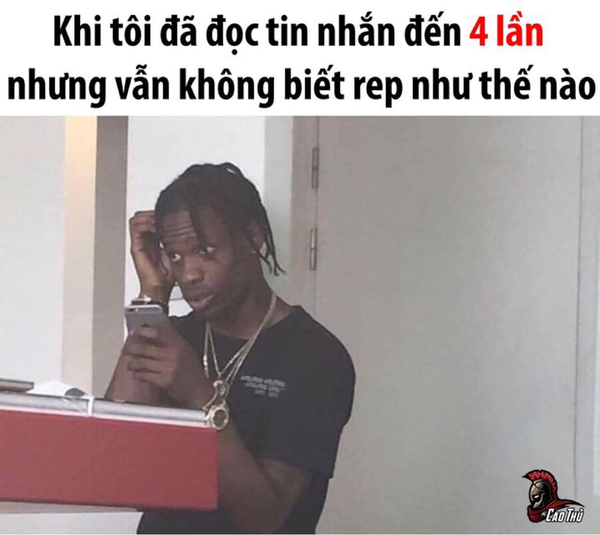 Khi tôi đã đọc tin nhắn đến 4 lần
nhưng vẫn không biết rep như thế nào
CAO THỦ